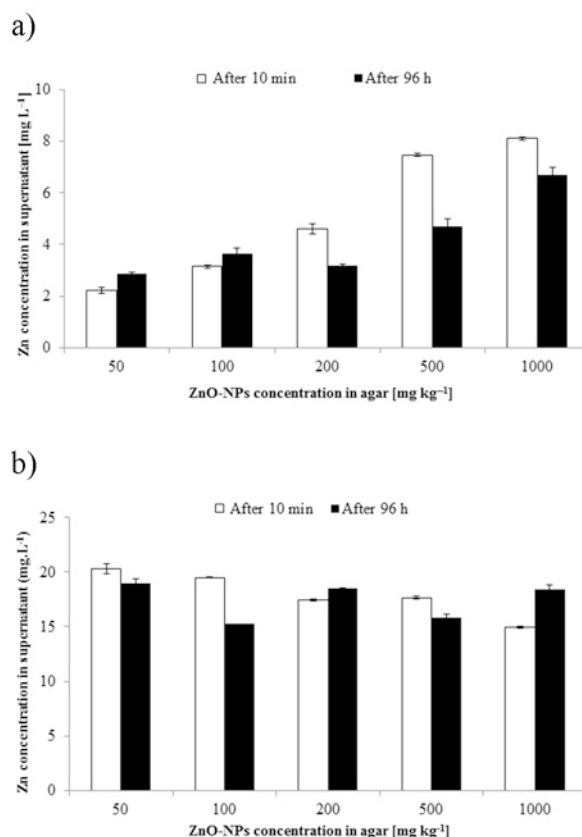 a)
After 10 min After 96 h
Zn concentration in supernatant [mg L⁻¹]
10
8
6
4
2
0
50 100 200 500 1000
ZnO-NPs concentration in agar [mg kg⁻¹]
b)
After 10 min After 96 h
Zn concentration in supernatant (mg.L⁻¹)
25
20
15
10
5
0
50 100 200 500 1000
ZnO-NPs concentration in agar [mg kg⁻¹]